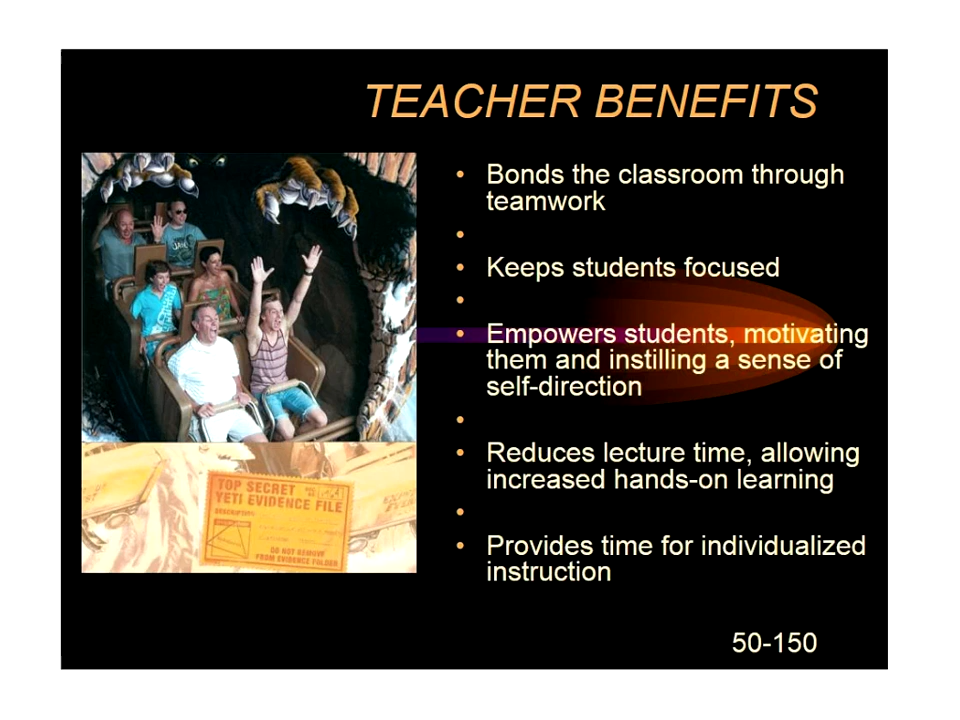 TEACHER BENEFITS
• Bonds the classroom through
teamwork
•
• Keeps students focused
•
• Empowers students, motivating
them and instilling a sense of
self-direction
•
• Reduces lecture time, allowing
increased hands-on learning
•
• Provides time for individualized
instruction
TOP SECRET
YETI EVIDENCE FILE
DO NOT REMOVE
FROM EVIDENCE FOLDER
50-150